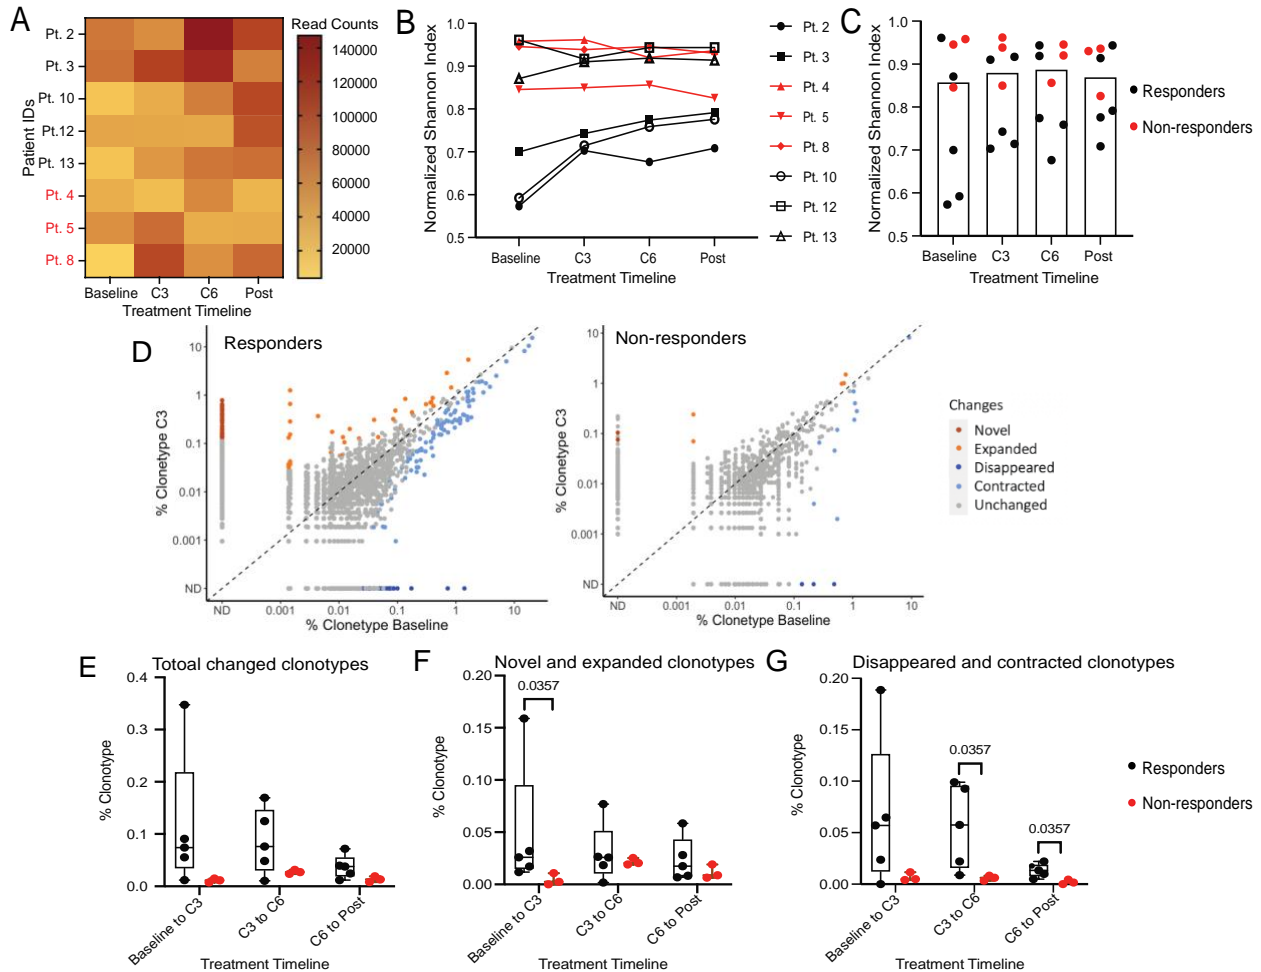 A
Read Counts
Pt. 2
Pt. 3
Pt. 10
Pt.12
Pt. 13
Pt. 4
Pt. 5
Pt. 8
Patient IDs
140000
120000
100000
80000
60000
40000
20000
Baseline C3 C6 Post
Treatment Timeline
B
Normalized Shannon Index
1.0
0.9
0.8
0.7
0.6
0.5
Baseline C3 C6 Post
Treatment Timeline
Pt. 2
Pt. 3
Pt. 4
Pt. 5
Pt. 8
Pt. 10
Pt. 12
Pt. 13
C
Normalized Shannon Index
1.0
0.9
0.8
0.7
0.6
0.5
Baseline C3 C6 Post
Treatment Timeline
Responders
Non-responders
D
Responders
% Clonetype C3
10
1
0.1
0.01
0.001
ND
ND 0.001 0.01 0.1 1 10
% Clonetype Baseline
Non-responders
% Clonetype C3
10
1
0.1
0.01
0.001
ND
ND 0.001 0.01 0.1 1 10
% Clonetype Baseline
Changes
Novel
Expanded
Disappeared
Contracted
Unchanged
E
Totoal changed clonotypes
% Clonotype
0.4
0.3
0.2
0.1
0.0
Baseline to C3
C3 to C6
C6 to Post
Treatment Timeline
F
Novel and expanded clonotypes
% Clonotype
0.20
0.15
0.10
0.05
0.00
0.0357
Baseline to C3
C3 to C6
C6 to Post
Treatment Timeline
G
Disappeared and contracted clonotypes
% Clonotype
0.20
0.15
0.10
0.05
0.00
0.0357
0.0357
Baseline to C3
C3 to C6
C6 to Post
Treatment Timeline
Responders
Non-responders